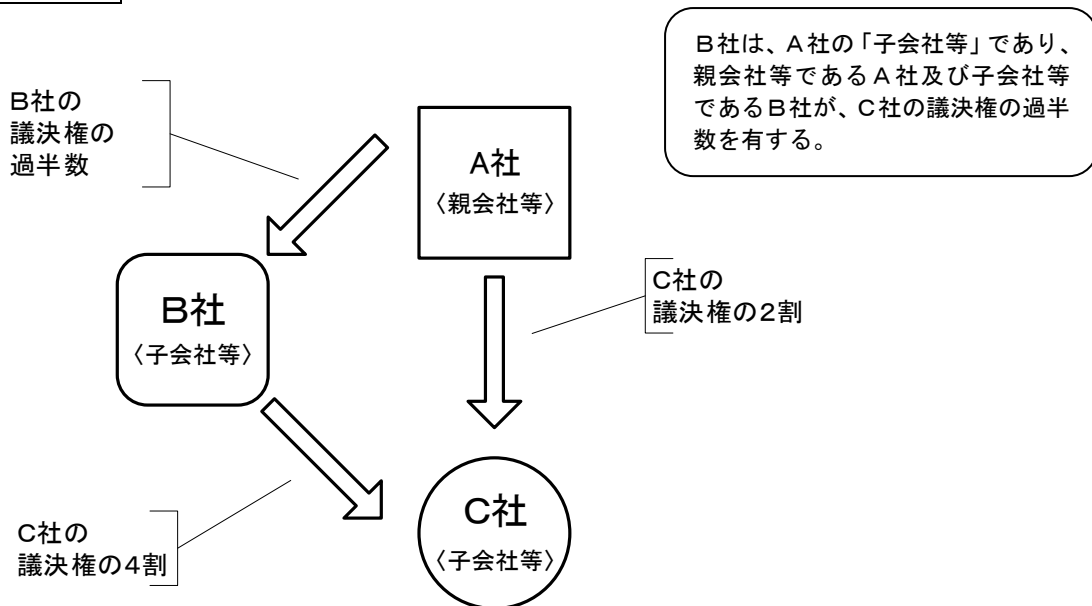 B社は、A社の「子会社等」であり、
親会社等であるA社及び子会社等
であるB社が、C社の議決権の過半
数を有する。
B社の
議決権の
過半数
A社
〈親会社等〉
C社の
議決権の2割
B社
〈子会社等〉
C社の
議決権の4割
C社
〈子会社等〉